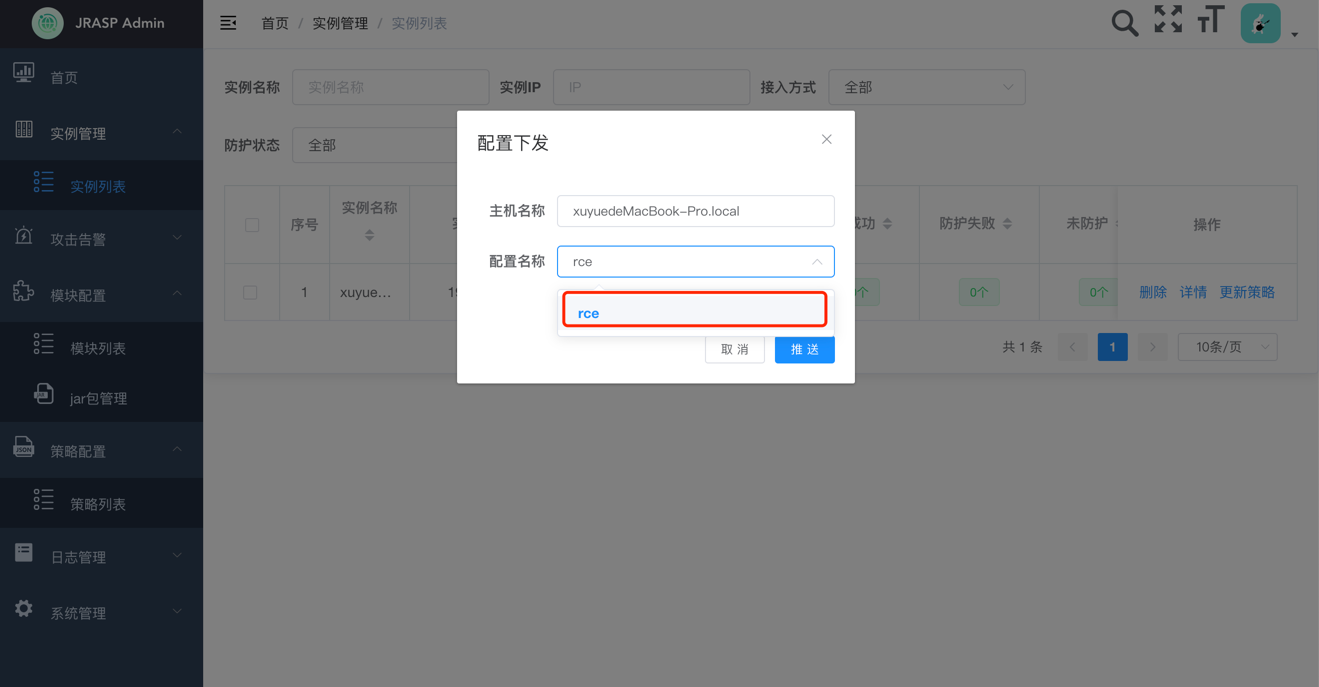 JRASP Admin
首页 / 实例管理 / 实例列表
首页
实例管理
实例列表
攻击告警
模块配置
模块列表
jar包管理
策略配置
策略列表
日志管理
系统管理
实例名称 实例名称 实例IP IP 接入方式 全部
防护状态 全部
序号 实例名称 成功 防护失败 未防护 操作
1 xuyue... 0个 0个 删除 详情 更新策略
共 1 条 1 10条/页
配置下发
主机名称 xuyuedeMacBook-Pro.local
配置名称 rce
rce
取 消 推 送